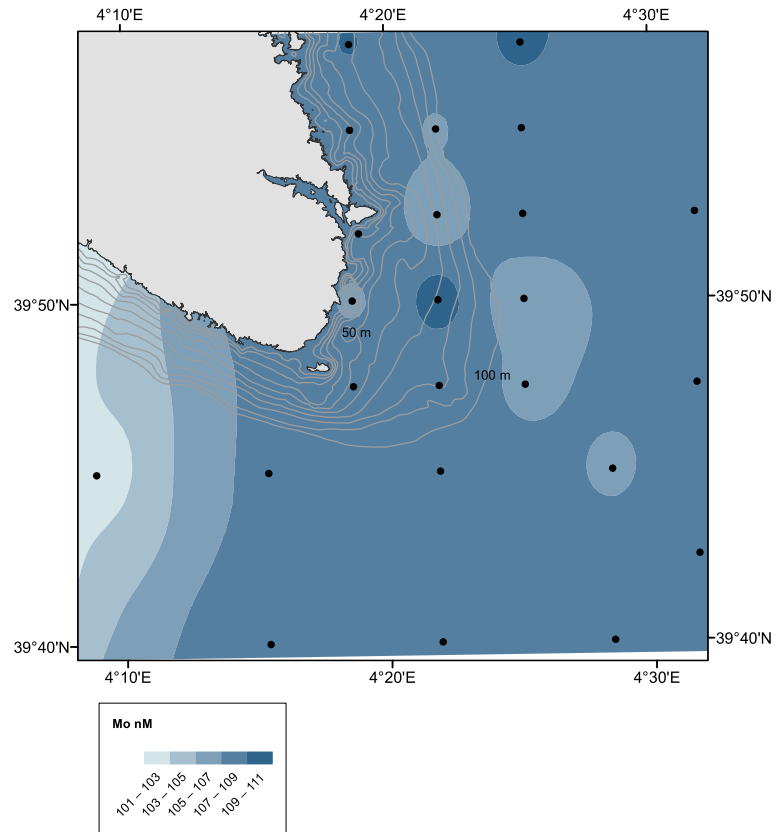 4°10'E 4°20'E 4°30'E
39°50'N 39°50'N
50 m
100 m
39°40'N 39°40'N
4°10'E 4°20'E 4°30'E
Mo nM
101 – 103
103 – 105
105 – 107
107 – 109
109 – 111